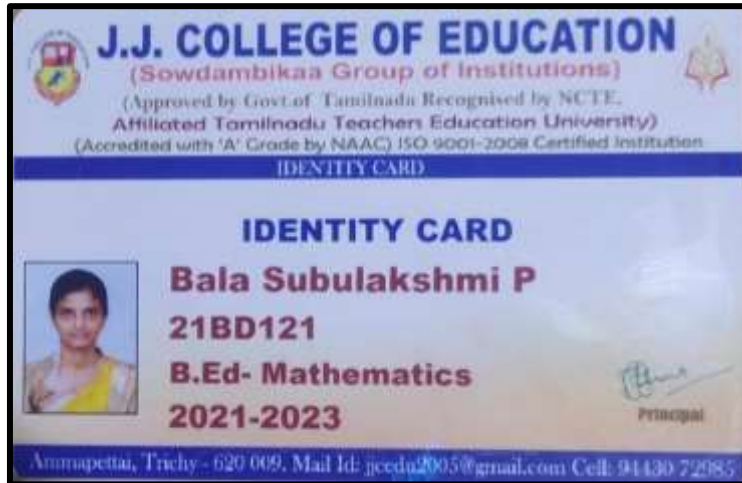 J.J. COLLEGE OF EDUCATION
(Sowdambikaa Group of Institutions)
(Approved by Govt.of Tamilnadu Recognised by NCTE,
Affiliated Tamilnadu Teachers Education University)
(Accredited with 'A' Grade by NAAC) ISO 9001-2008 Certified Institution
IDENTITY CARD
IDENTITY CARD
Bala Subulakshmi P
21BD121
B.Ed- Mathematics
2021-2023
Principal
Ammapettai, Trichy - 620 009. Mail Id: jjcedu2005@gmail.com Cell: 94430 72985